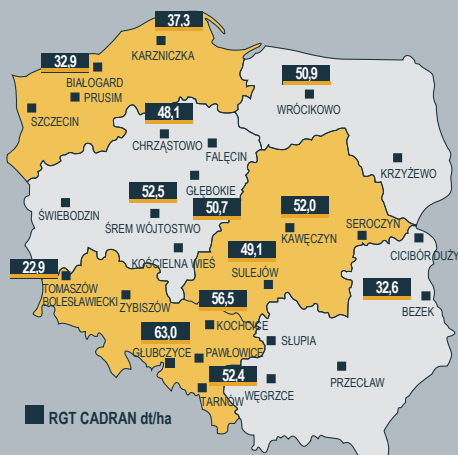 37,3
KARZNICZKA
32,9
BIAŁOGARD
PRUSIM
SZCZECIN
50,9
WRÓCIKOWO
48,1
CHRZĄSTOWO
FALĘCIN
KRZYŻEWO
GŁĘBOKIE
52,5
50,7
52,0
ŚWIEBODZIN
ŚREM WÓJTOSTWO
KAWĘCZYN
SEROCZYN
49,1
CICIBÓR DUŻY
KOŚCIELNA WIEŚ
22,9
SULEJÓW
32,6
TOMASZÓW
BOLESŁAWIECKI
ZYBISZÓW
56,5
BEZEK
KOCHCICE
63,0
SŁUPIA
GŁUBCZYCE
PAWŁOWICE
52,4
PRZECŁAW
TARNÓW
WĘGRZCE
RGT CADRAN dt/ha